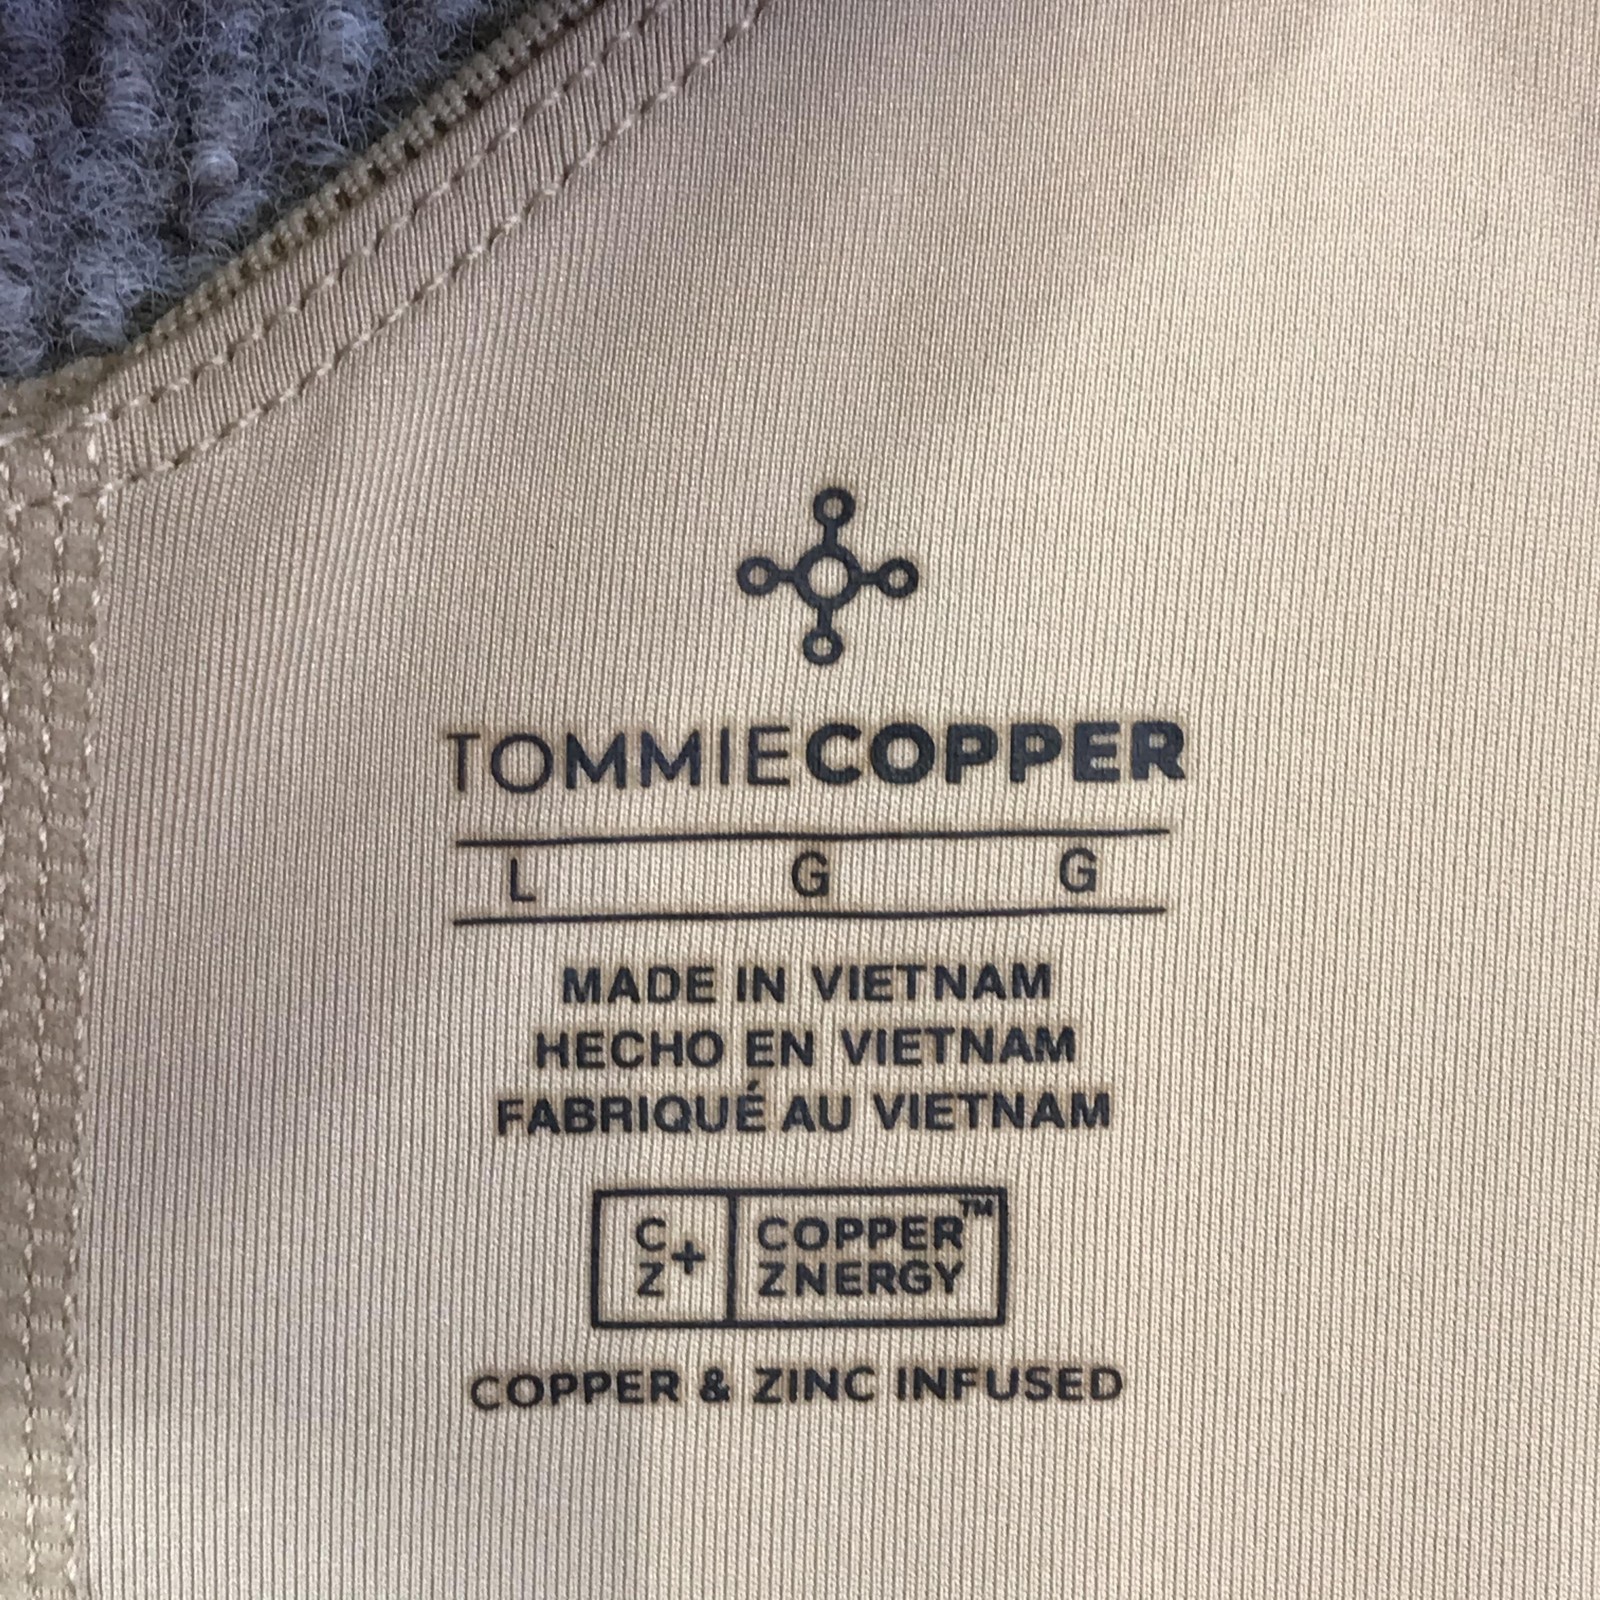 TOMMIECOPPER
L G G
MADE IN VIETNAM
HECHO EN VIETNAM
FABRIQUÉ AU VIETNAM
C
Z+
COPPER™
ZNERGY
COPPER & ZINC INFUSED